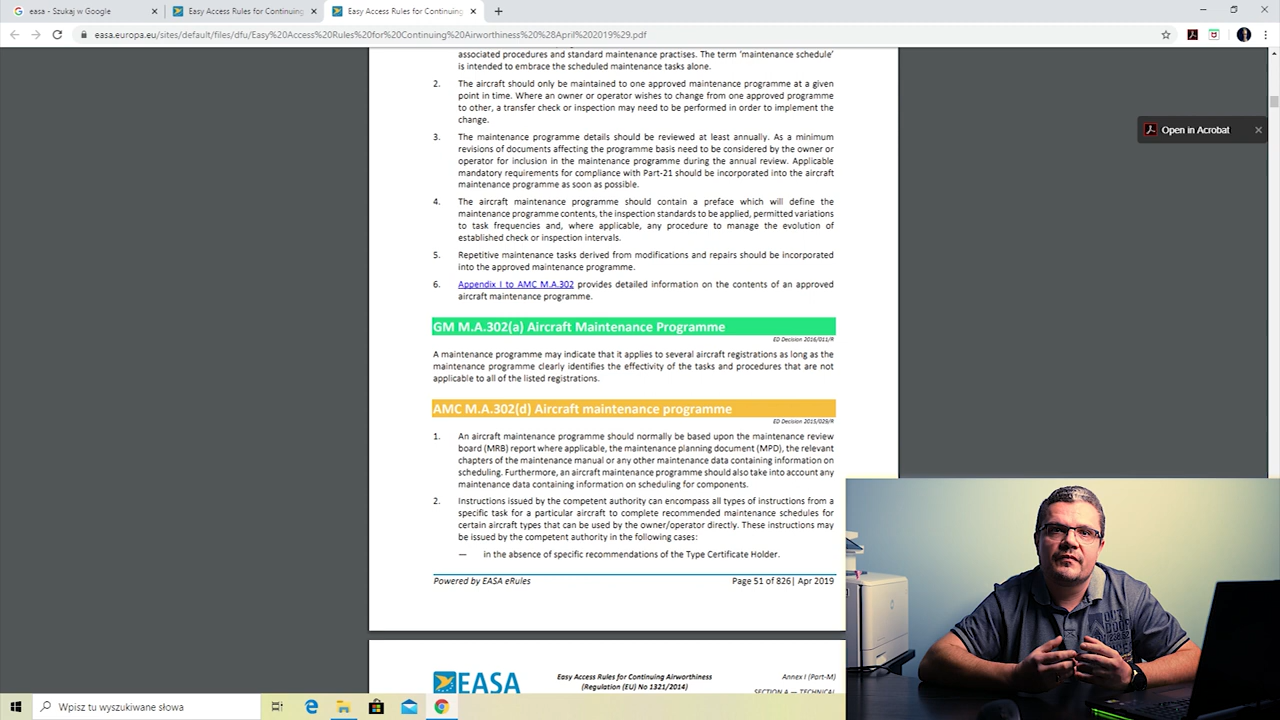 easa - Szukaj w Google
Easy Access Rules for Continuing
Easy Access Rules for Continuing
easa.europa.eu/sites/default/files/dfu/Easy%20Access%20Rules%20for%20Continuing%20Airworthiness%20%28April%202019%29.pdf
Open in Acrobat
associated procedures and standard maintenance practises. The term 'maintenance schedule'
is intended to embrace the scheduled maintenance tasks alone.
2. The aircraft should only be maintained to one approved maintenance programme at a given
point in time. Where an owner or operator wishes to change from one approved programme
to other, a transfer check or inspection may need to be performed in order to implement the
change.
3. The maintenance programme details should be reviewed at least annually. As a minimum
revisions of documents affecting the programme basis need to be considered by the owner or
operator for inclusion in the maintenance programme during the annual review. Applicable
mandatory requirements for compliance with Part-21 should be incorporated into the aircraft
maintenance programme as soon as possible.
4. The aircraft maintenance programme should contain a preface which will define the
maintenance programme contents, the inspection standards to be applied, permitted variations
to task frequencies and, where applicable, any procedure to manage the evolution of
established check or inspection intervals.
5. Repetitive maintenance tasks derived from modifications and repairs should be incorporated
into the approved maintenance programme.
6. Appendix I to AMC M.A.302 provides detailed information on the contents of an approved
aircraft maintenance programme.
GM M.A.302(a) Aircraft Maintenance Programme
ED Decision 2016/011/R
A maintenance programme may indicate that it applies to several aircraft registrations as long as the
maintenance programme clearly identifies the effectivity of the tasks and procedures that are not
applicable to all of the listed registrations.
AMC M.A.302(d) Aircraft maintenance programme
ED Decision 2015/029/R
1. An aircraft maintenance programme should normally be based upon the maintenance review
board (MRB) report where applicable, the maintenance planning document (MPD), the relevant
chapters of the maintenance manual or any other maintenance data containing information on
scheduling. Furthermore, an aircraft maintenance programme should also take into account any
maintenance data containing information on scheduling for components.
2. Instructions issued by the competent authority can encompass all types of instructions from a
specific task for a particular aircraft to complete recommended maintenance schedules for
certain aircraft types that can be used by the owner/operator directly. These instructions may
be issued by the competent authority in the following cases:
— in the absence of specific recommendations of the Type Certificate Holder.
Powered by EASA eRules Page 51 of 826| Apr 2019
EASA
Easy Access Rules for Continuing Airworthiness
(Regulation (EU) No 1321/2014)
Annex I (Part-M)
SECTION A — TECHNICAL
Wpisz tu wyszukiwane słowa